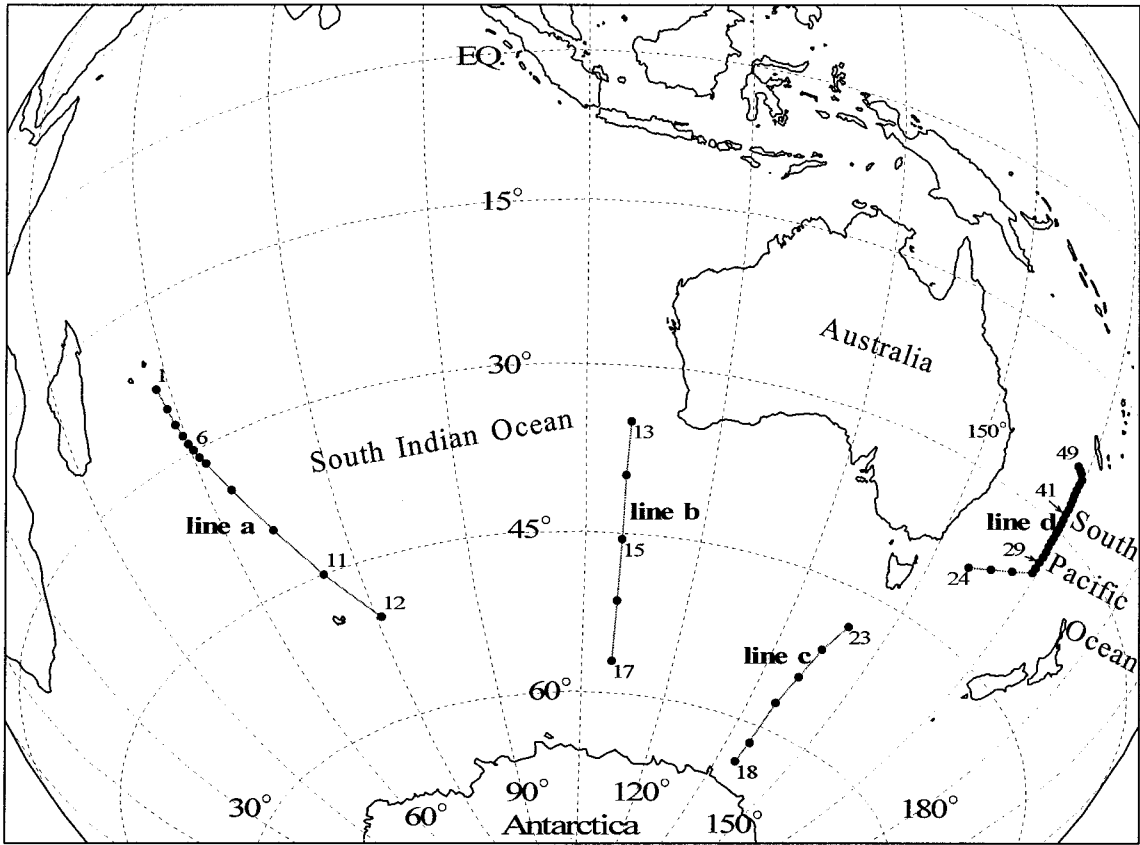 EQ
15°
Australia
30°
1
South Indian Ocean
13
150°
6
49
41
line a
line b
line d
South
45°
15
29
Pacific
11
24
12
23
Ocean
line c
17
60°
18
30°
60°
90°
120°
150°
180°
Antarctica